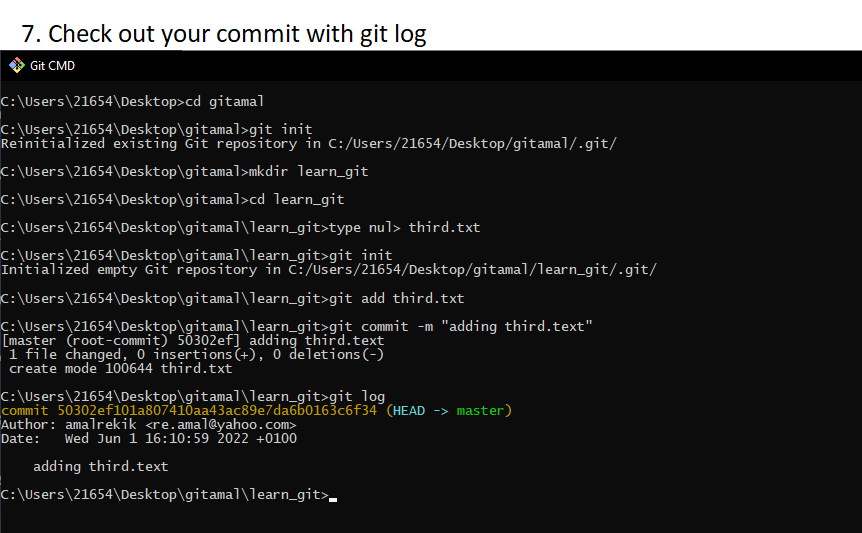 7. Check out your commit with git log
Git CMD
C:\Users\21654\Desktop>cd gitamal
C:\Users\21654\Desktop\gitamal>git init
Reinitialized existing Git repository in C:/Users/21654/Desktop/gitamal/.git/
C:\Users\21654\Desktop\gitamal>mkdir learn_git
C:\Users\21654\Desktop\gitamal>cd learn_git
C:\Users\21654\Desktop\gitamal\learn_git>type nul> third.txt
C:\Users\21654\Desktop\gitamal\learn_git>git init
Initialized empty Git repository in C:/Users/21654/Desktop/gitamal/learn_git/.git/
C:\Users\21654\Desktop\gitamal\learn_git>git add third.txt
C:\Users\21654\Desktop\gitamal\learn_git>git commit -m "adding third.text"
[master (root-commit) 50302ef] adding third.text
 1 file changed, 0 insertions(+), 0 deletions(-)
 create mode 100644 third.txt
C:\Users\21654\Desktop\gitamal\learn_git>git log
commit 50302ef101a807410aa43ac89e7da6b0163c6f34 (HEAD -> master)
Author: amalrekik <re.amal@yahoo.com>
Date:   Wed Jun 1 16:10:59 2022 +0100
    adding third.text
C:\Users\21654\Desktop\gitamal\learn_git>